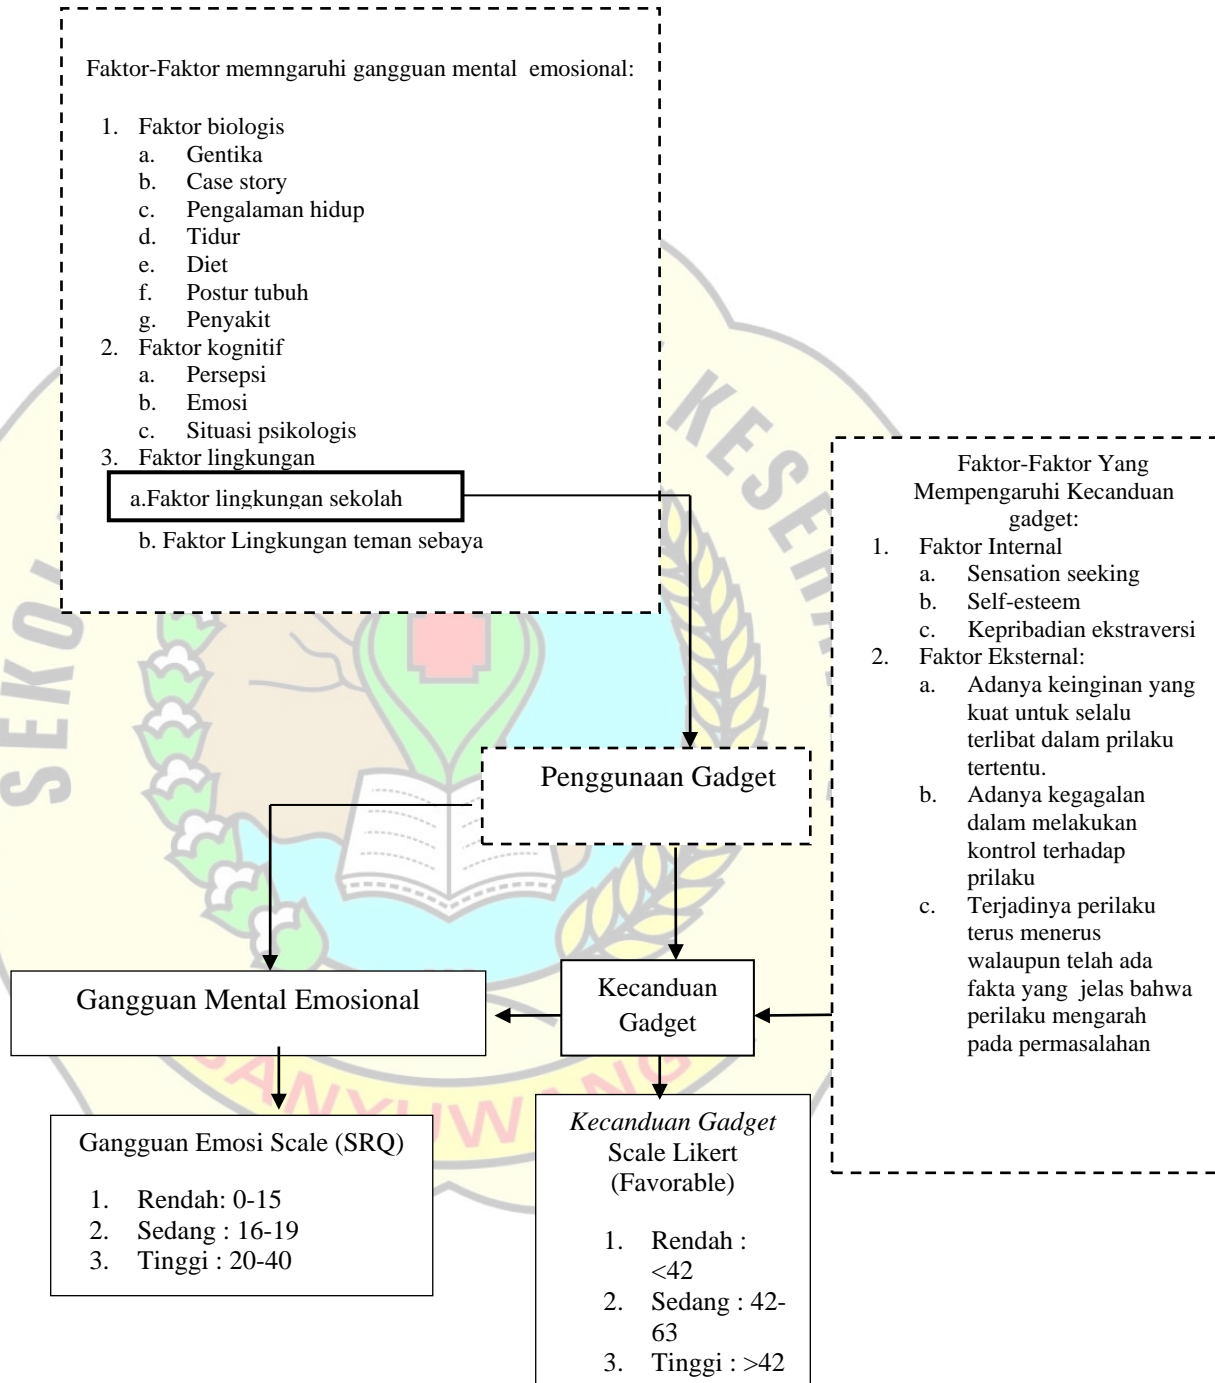 Faktor-Faktor memngaruhi gangguan mental  emosional:
1. Faktor biologis
a. Gentika
b. Case story
c. Pengalaman hidup
d. Tidur
e. Diet
f. Postur tubuh
g. Penyakit
2. Faktor kognitif
a. Persepsi
b. Emosi
c. Situasi psikologis
3. Faktor lingkungan
a.Faktor lingkungan sekolah
b. Faktor Lingkungan teman sebaya
Faktor-Faktor Yang
Mempengaruhi Kecanduan
gadget:
1. Faktor Internal
a. Sensation seeking
b. Self-esteem
c. Kepribadian ekstraversi
2. Faktor Eksternal:
a. Adanya keinginan yang
kuat untuk selalu
terlibat dalam prilaku
tertentu.
b. Adanya kegagalan
dalam melakukan
kontrol terhadap
prilaku
c. Terjadinya perilaku
terus menerus
walaupun telah ada
fakta yang  jelas bahwa
perilaku mengarah
pada permasalahan
Penggunaan Gadget
Gangguan Mental Emosional
Kecanduan
Gadget
Gangguan Emosi Scale (SRQ)
1. Rendah: 0-15
2. Sedang : 16-19
3. Tinggi : 20-40
Kecanduan Gadget
Scale Likert
(Favorable)
1. Rendah :
<42
2. Sedang : 42-
63
3. Tinggi : >42